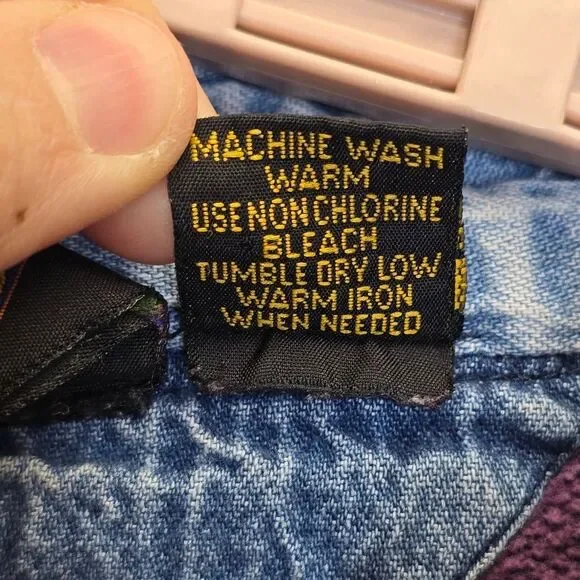 MACHINE WASH
WARM
USE NON CHLORINE
BLEACH
TUMBLE DRY LOW
WARM IRON
WHEN NEEDED